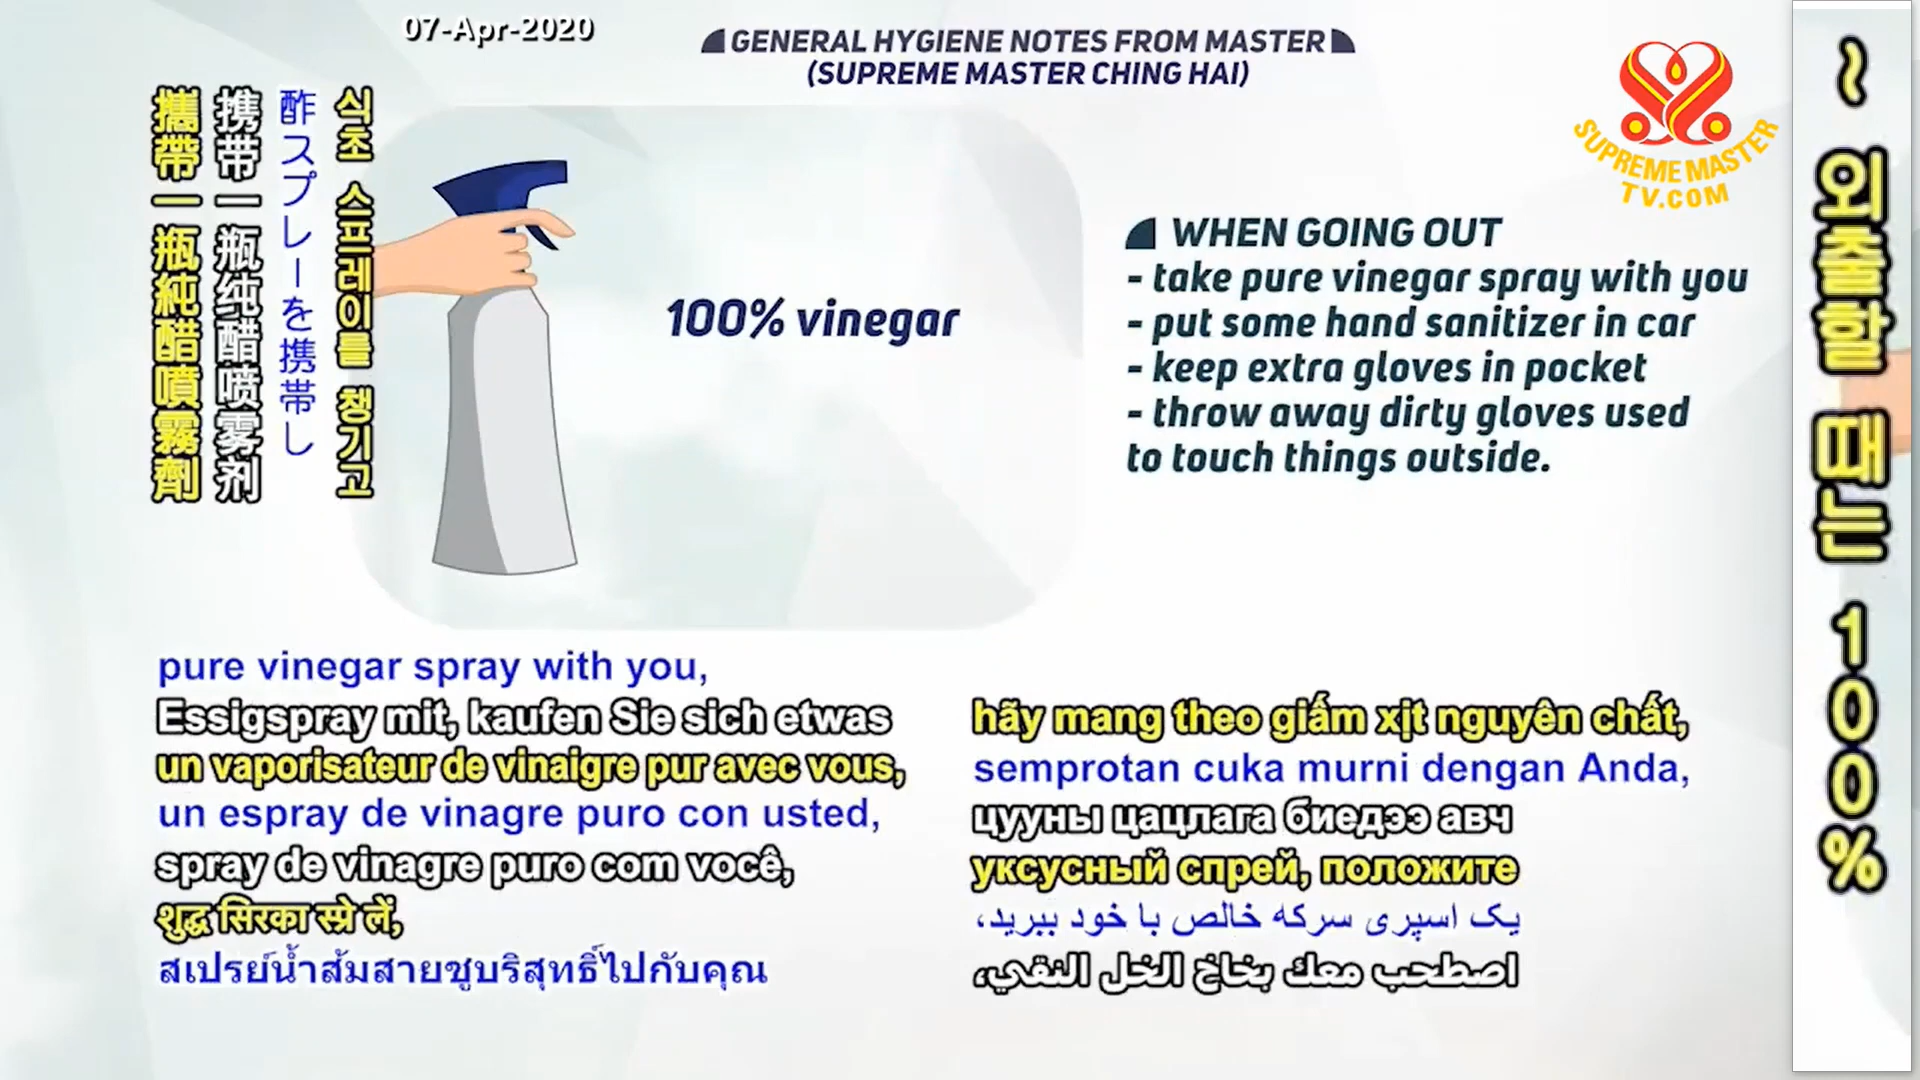 07-Apr-2020
GENERAL HYGIENE NOTES FROM MASTER
(SUPREME MASTER CHING HAI)
SUPREME MASTER
TV.COM
攜帶一瓶純醋噴霧劑
携带一瓶纯醋喷雾剂
酢スプレーを携帯し
식초 스프레이를 챙기고
100% vinegar
WHEN GOING OUT
- take pure vinegar spray with you
- put some hand sanitizer in car
- keep extra gloves in pocket
- throw away dirty gloves used
to touch things outside.
~ 외출할 땐 100%
pure vinegar spray with you,
Essigspray mit, kaufen Sie sich etwas
un vaporisateur de vinaigre pur avec vous,
un espray de vinagre puro con usted,
spray de vinagre puro com você,
शुद्ध सिरका स्प्रे लें,
สเปรย์น้ำส้มสายชูบริสุทธิ์ไปกับคุณ
hãy mang theo giấm xịt nguyên chất,
semprotan cuka murni dengan Anda,
цууны цацлага биедээ авч
уксусный спрей, положите
یک اسپری سرکه خالص با خود ببرید،
اصطحب معك بخاخ الخل النقي،